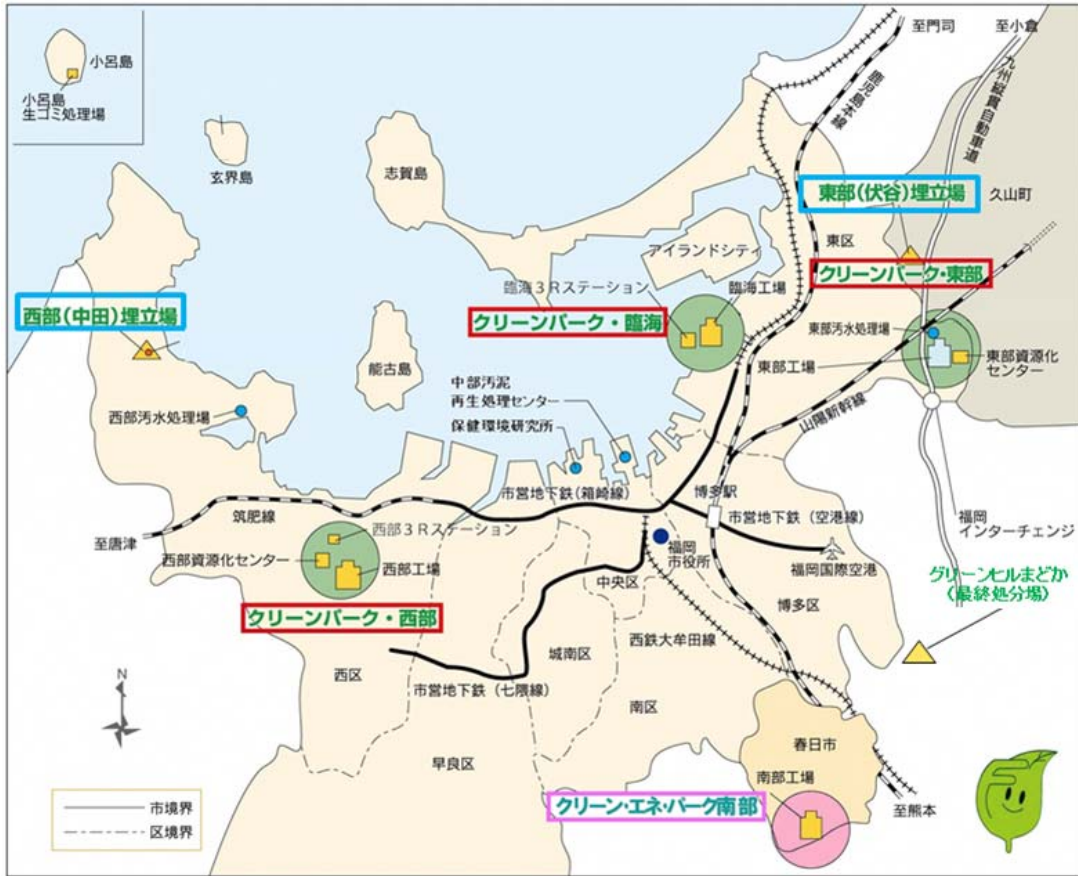 小呂島
小呂島
生ゴミ処理場
玄界島
志賀島
至門司
至小倉
鹿児島本線
九州縦貫自動車道
東部(伏谷)埋立場
久山町
東区
アイランドシティ
クリーンパーク・東部
臨海3Rステーション
臨海工場
西部(中田)埋立場
クリーンパーク・臨海
東部汚水処理場
東部工場
東部資源化
センター
能古島
中部汚泥
再生処理センター
西部汚水処理場
保健環境研究所
山陽新幹線
市営地下鉄(箱崎線)
博多駅
筑肥線
市営地下鉄(空港線)
福岡
インターチェンジ
至唐津
西部3Rステーション
西部資源化センター
西部工場
福岡
市役所
福岡国際空港
中央区
グリーンヒルまどか
(最終処分場)
クリーンパーク・西部
博多区
城南区
西鉄大牟田線
西区
市営地下鉄(七隈線)
南区
N
春日市
早良区
南部工場
クリーン・エネ・パーク南部
至熊本
市境界
区境界